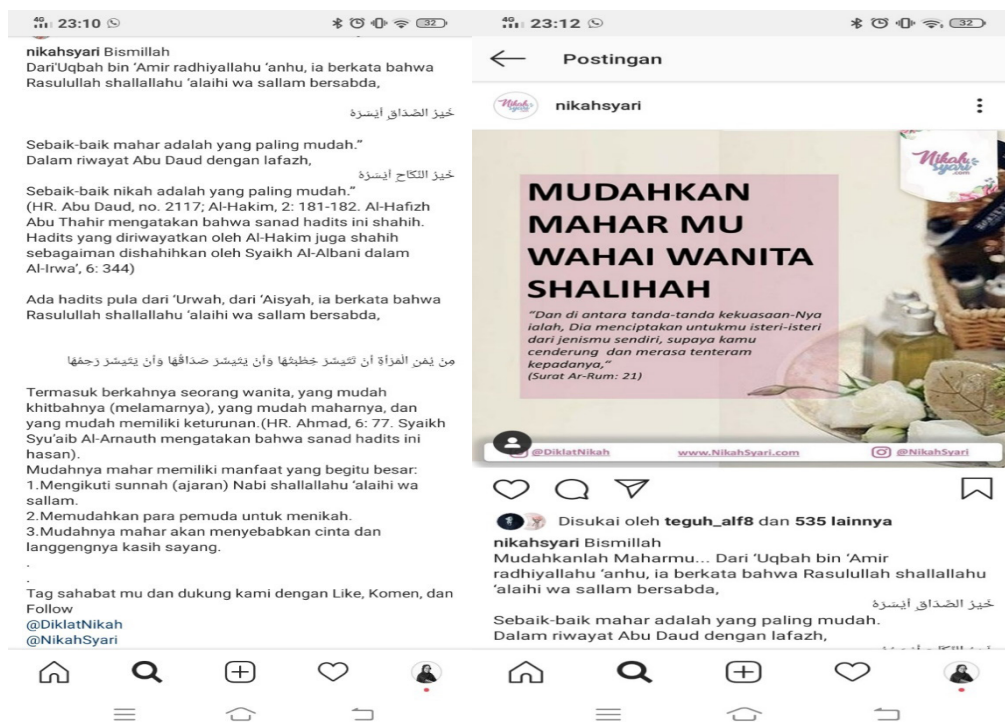 4G 23:10
32
nikahsyari Bismillah
Dari'Uqbah bin 'Amir radhiyallahu 'anhu, ia berkata bahwa
Rasulullah shallallahu 'alaihi wa sallam bersabda,
خَيْرُ الصَّدَاقِ أَيْسَرُهُ
Sebaik-baik mahar adalah yang paling mudah."
Dalam riwayat Abu Daud dengan lafazh,
خَيْرُ النِّكَاحِ أَيْسَرُهُ
Sebaik-baik nikah adalah yang paling mudah."
(HR. Abu Daud, no. 2117; Al-Hakim, 2: 181-182. Al-Hafizh
Abu Thahir mengatakan bahwa sanad hadits ini shahih.
Hadits yang diriwayatkan oleh Al-Hakim juga shahih
sebagaiman dishahihkan oleh Syaikh Al-Albani dalam
Al-Irwa', 6: 344)
Ada hadits pula dari 'Urwah, dari 'Aisyah, ia berkata bahwa
Rasulullah shallallahu 'alaihi wa sallam bersabda,
مِنْ يُمْنِ الْمَرْأَةِ أَنْ تَتَيَسَّرَ خِطْبَتُهَا وَأَنْ يَتَيَسَّرَ صَدَاقُهَا وَأَنْ يَتَيَسَّرَ رَحِمُهَا
Termasuk berkahnya seorang wanita, yang mudah
khitbahnya (melamarnya), yang mudah maharnya, dan
yang mudah memiliki keturunan.(HR. Ahmad, 6: 77. Syaikh
Syu'aib Al-Arnauth mengatakan bahwa sanad hadits ini
hasan).
Mudahnya mahar memiliki manfaat yang begitu besar:
1.Mengikuti sunnah (ajaran) Nabi shallallahu 'alaihi wa
sallam.
2.Memudahkan para pemuda untuk menikah.
3.Mudahnya mahar akan menyebabkan cinta dan
langgengnya kasih sayang.
.
.
Tag sahabat mu dan dukung kami dengan Like, Komen, dan
Follow
@DiklatNikah
@NikahSyari
4G 23:12
32
Postingan
Nikah syari
nikahsyari
Nikah syari .com
MUDAHKAN
MAHAR MU
WAHAI WANITA
SHALIHAH
"Dan di antara tanda-tanda kekuasaan-Nya
ialah, Dia menciptakan untukmu isteri-isteri
dari jenismu sendiri, supaya kamu
cenderung dan merasa tenteram
kepadanya,"
(Surat Ar-Rum: 21)
@DiklatNikah www.NikahSyari.com @NikahSyari
Disukai oleh teguh_alf8 dan 535 lainnya
nikahsyari Bismillah
Mudahkanlah Maharmu... Dari 'Uqbah bin 'Amir
radhiyallahu 'anhu, ia berkata bahwa Rasulullah shallallahu
'alaihi wa sallam bersabda,
خَيْرُ الصَّدَاقِ أَيْسَرُهُ
Sebaik-baik mahar adalah yang paling mudah.
Dalam riwayat Abu Daud dengan lafazh,